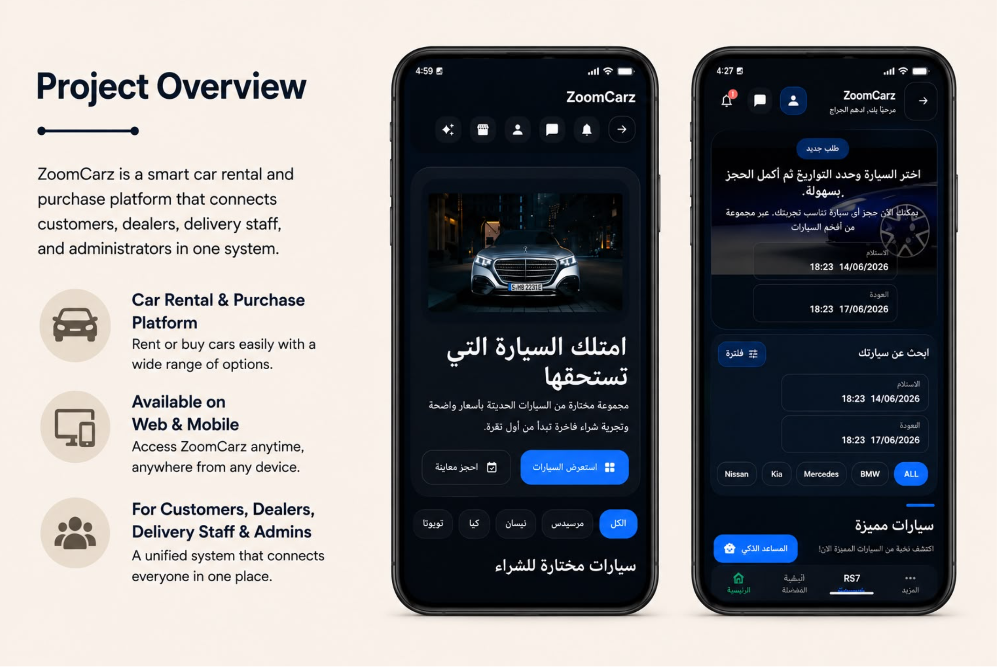 Project Overview
ZoomCarz is a smart car rental and
purchase platform that connects
customers, dealers, delivery staff,
and administrators in one system.
Car Rental & Purchase
Platform
Rent or buy cars easily with a
wide range of options.
Available on
Web & Mobile
Access ZoomCarz anytime,
anywhere from any device.
For Customers, Dealers,
Delivery Staff & Admins
A unified system that connects
everyone in one place.
4:59
ZoomCarz
امتلك السيارة التي
تستحقها
مجموعة مختارة من السيارات الحديثة بأسعار واضحة
وتجربة شراء فاخرة تبدأ من أول نقرة.
استعرض السيارات
احجز معاينة
الكل
مرسيدس
نيسان
كيا
تويوتا
سيارات مختارة للشراء
4:27
1
ZoomCarz
مرحبًا بك, ادهم الجراح
طلب جديد
اختر السيارة وحدد التواريخ ثم أكمل الحجز
بسهولة.
يمكنك الآن حجز أي سيارة تناسب تجربتك، عبر مجموعة
من أفخم السيارات
الاستلام
18:23 14/06/2026
العودة
18:23 17/06/2026
ابحث عن سيارتك
فلترة
الاستلام
18:23 14/06/2026
العودة
18:23 17/06/2026
Nissan
Kia
Mercedes
BMW
ALL
سيارات مميزة
اكتشف نخبة من السيارات المميزة الآن!
المساعد الذكي
RS7
المزيد
المفضلة
الرئيسية